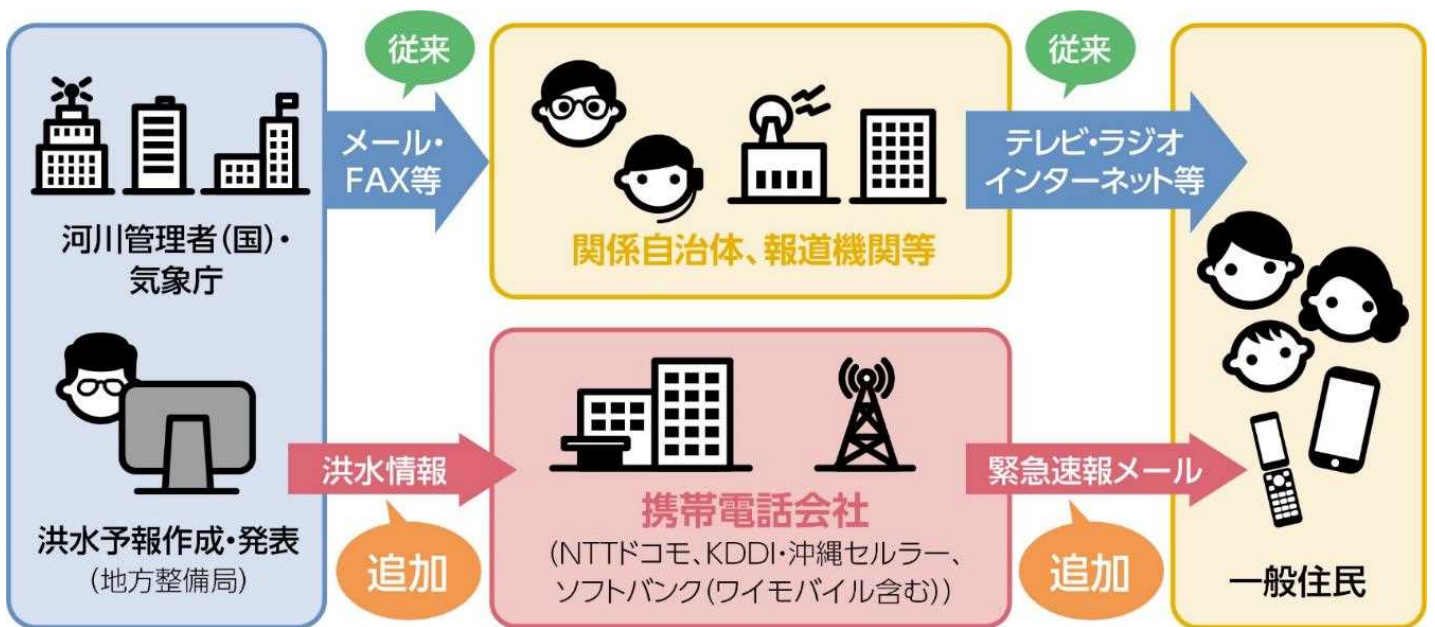 従来
メール・
FAX等
従来
テレビ・ラジオ
インターネット等
河川管理者(国)・
気象庁
関係自治体、報道機関等
洪水予報作成・発表
(地方整備局)
洪水情報
追加
携帯電話会社
(NTTドコモ、KDDI・沖縄セルラー、
ソフトバンク(ワイモバイル含む))
緊急速報メール
追加
一般住民